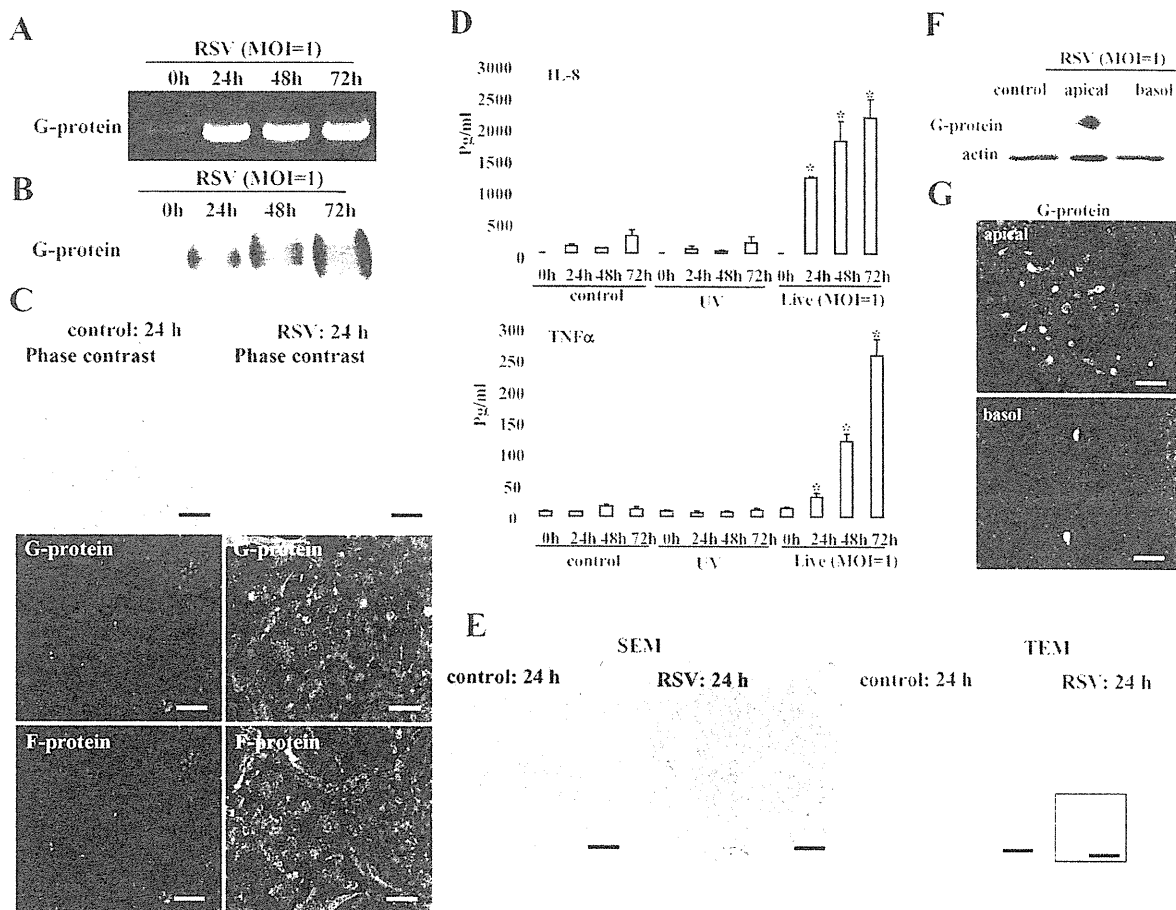 A
RSV (MOI=1)
0h 24h 48h 72h
G-protein
B
RSV (MOI=1)
0h 24h 48h 72h
G-protein
C
control: 24 h
Phase contrast
RSV: 24 h
Phase contrast
G-protein
G-protein
F-protein
F-protein
D
IL-8
Pg/ml
3000
2500
2000
1500
1000
500
0
☆ ☆ ☆
0h 24h 48h 72h
control
0h 24h 48h 72h
UV
0h 24h 48h 72h
Live (MOI=1)
TNFα
Pg/ml
300
250
200
150
100
50
0
☆ ☆ ☆
0h 24h 48h 72h
control
0h 24h 48h 72h
UV
0h 24h 48h 72h
Live (MOI=1)
E
SEM
control: 24 h
RSV: 24 h
TEM
control: 24 h
RSV: 24 h
F
RSV (MOI=1)
control apical basol
G-protein
actin
G
G-protein
apical
basol